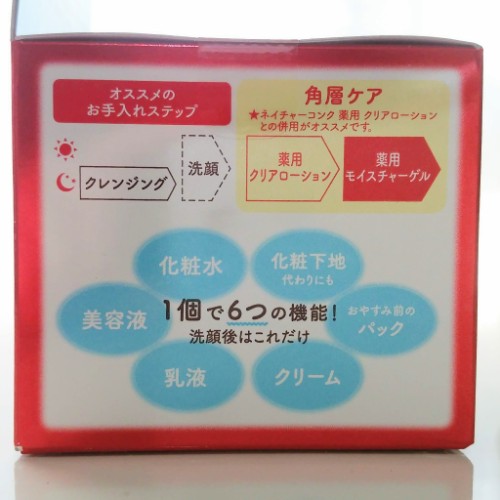 オススメの
お手入れステップ
角層ケア
★ネイチャーコンク 薬用 クリアローション
との併用がオススメです。
クレンジング
洗顔
薬用
クリアローション
薬用
モイスチャーゲル
化粧水
化粧下地
代わりにも
美容液
1個で6つの機能!
洗顔後はこれだけ
おやすみ前の
パック
乳液
クリーム